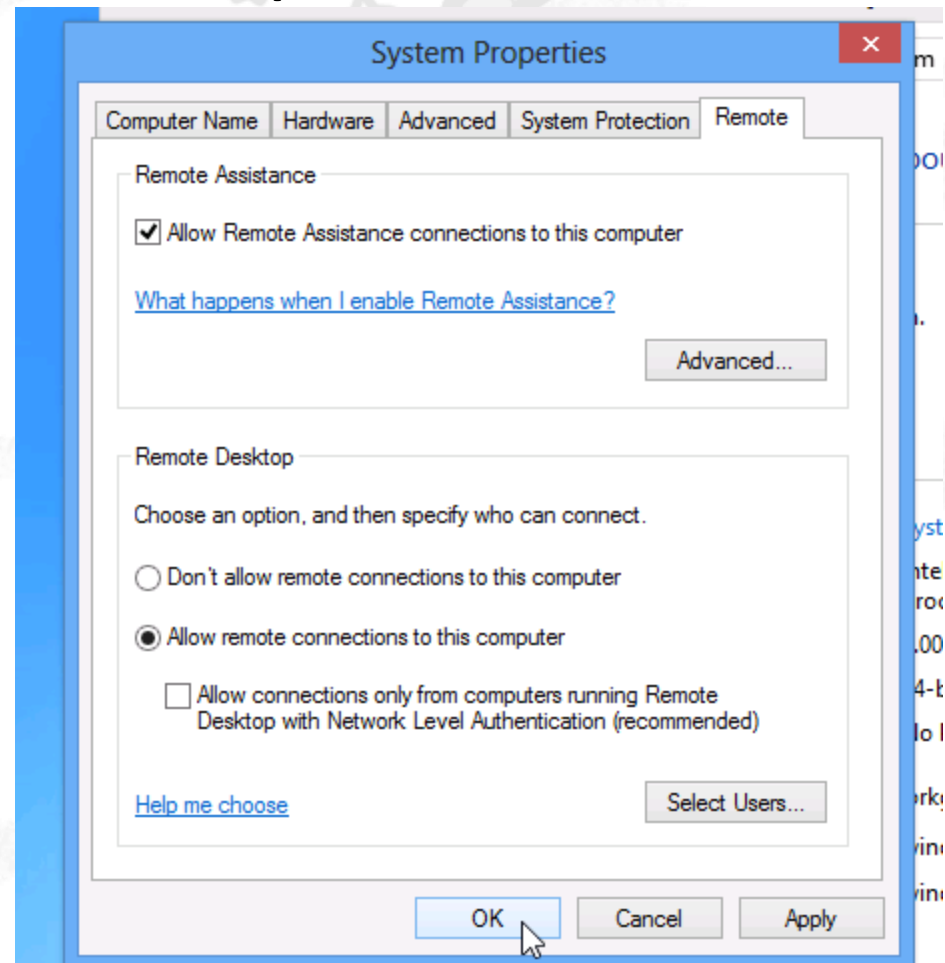 System Properties
Computer Name Hardware Advanced System Protection Remote
Remote Assistance
Allow Remote Assistance connections to this computer
What happens when I enable Remote Assistance?
Advanced...
Remote Desktop
Choose an option, and then specify who can connect.
Don't allow remote connections to this computer
Allow remote connections to this computer
Allow connections only from computers running Remote
Desktop with Network Level Authentication (recommended)
Help me choose
Select Users...
OK Cancel Apply